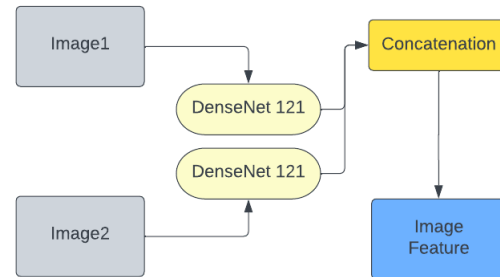 Image1
Concatenation
DenseNet 121
DenseNet 121
Image2
Image
Feature